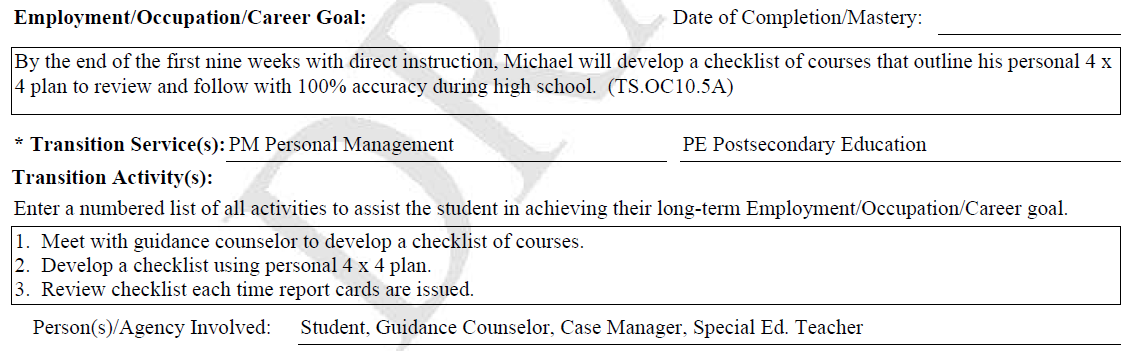 Employment/Occupation/Career Goal: Date of Completion/Mastery:
By the end of the first nine weeks with direct instruction, Michael will develop a checklist of courses that outline his personal 4 x
4 plan to review and follow with 100% accuracy during high school.  (TS.OC10.5A)
* Transition Service(s): PM Personal Management PE Postsecondary Education
Transition Activity(s):
Enter a numbered list of all activities to assist the student in achieving their long-term Employment/Occupation/Career goal.
1.  Meet with guidance counselor to develop a checklist of courses.
2.  Develop a checklist using personal 4 x 4 plan.
3.  Review checklist each time report cards are issued.
Person(s)/Agency Involved: Student, Guidance Counselor, Case Manager, Special Ed. Teacher